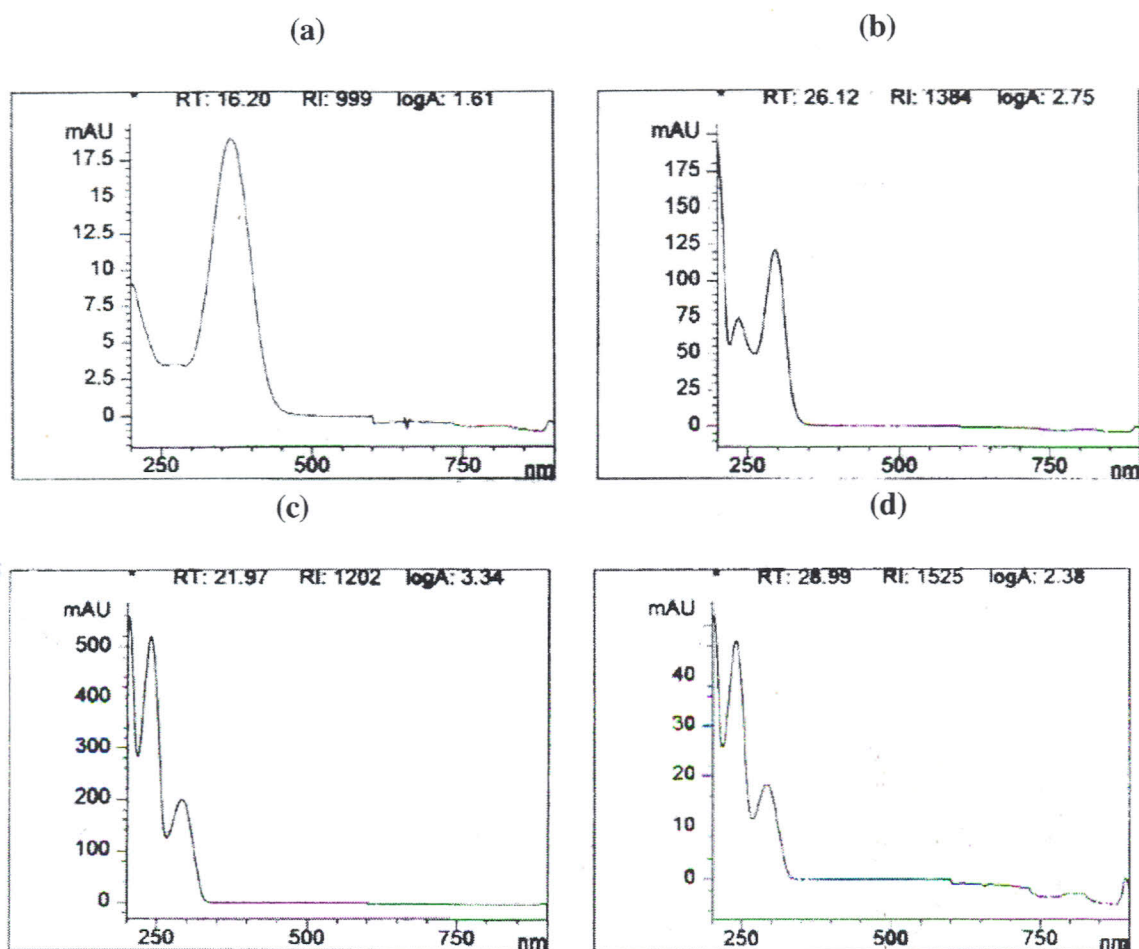 (a)
RT: 16.20 RI: 999 logA: 1.61
mAU
17.5
15
12.5
10
7.5
5
2.5
0
250 500 750 nm
(b)
RT: 26.12 RI: 1384 logA: 2.75
mAU
175
150
125
100
75
50
25
0
250 500 750 nm
(c)
RT: 21.97 RI: 1202 logA: 3.34
mAU
500
400
300
200
100
0
250 500 750 nm
(d)
RT: 28.99 RI: 1525 logA: 2.38
mAU
40
30
20
10
0
250 500 750 nm